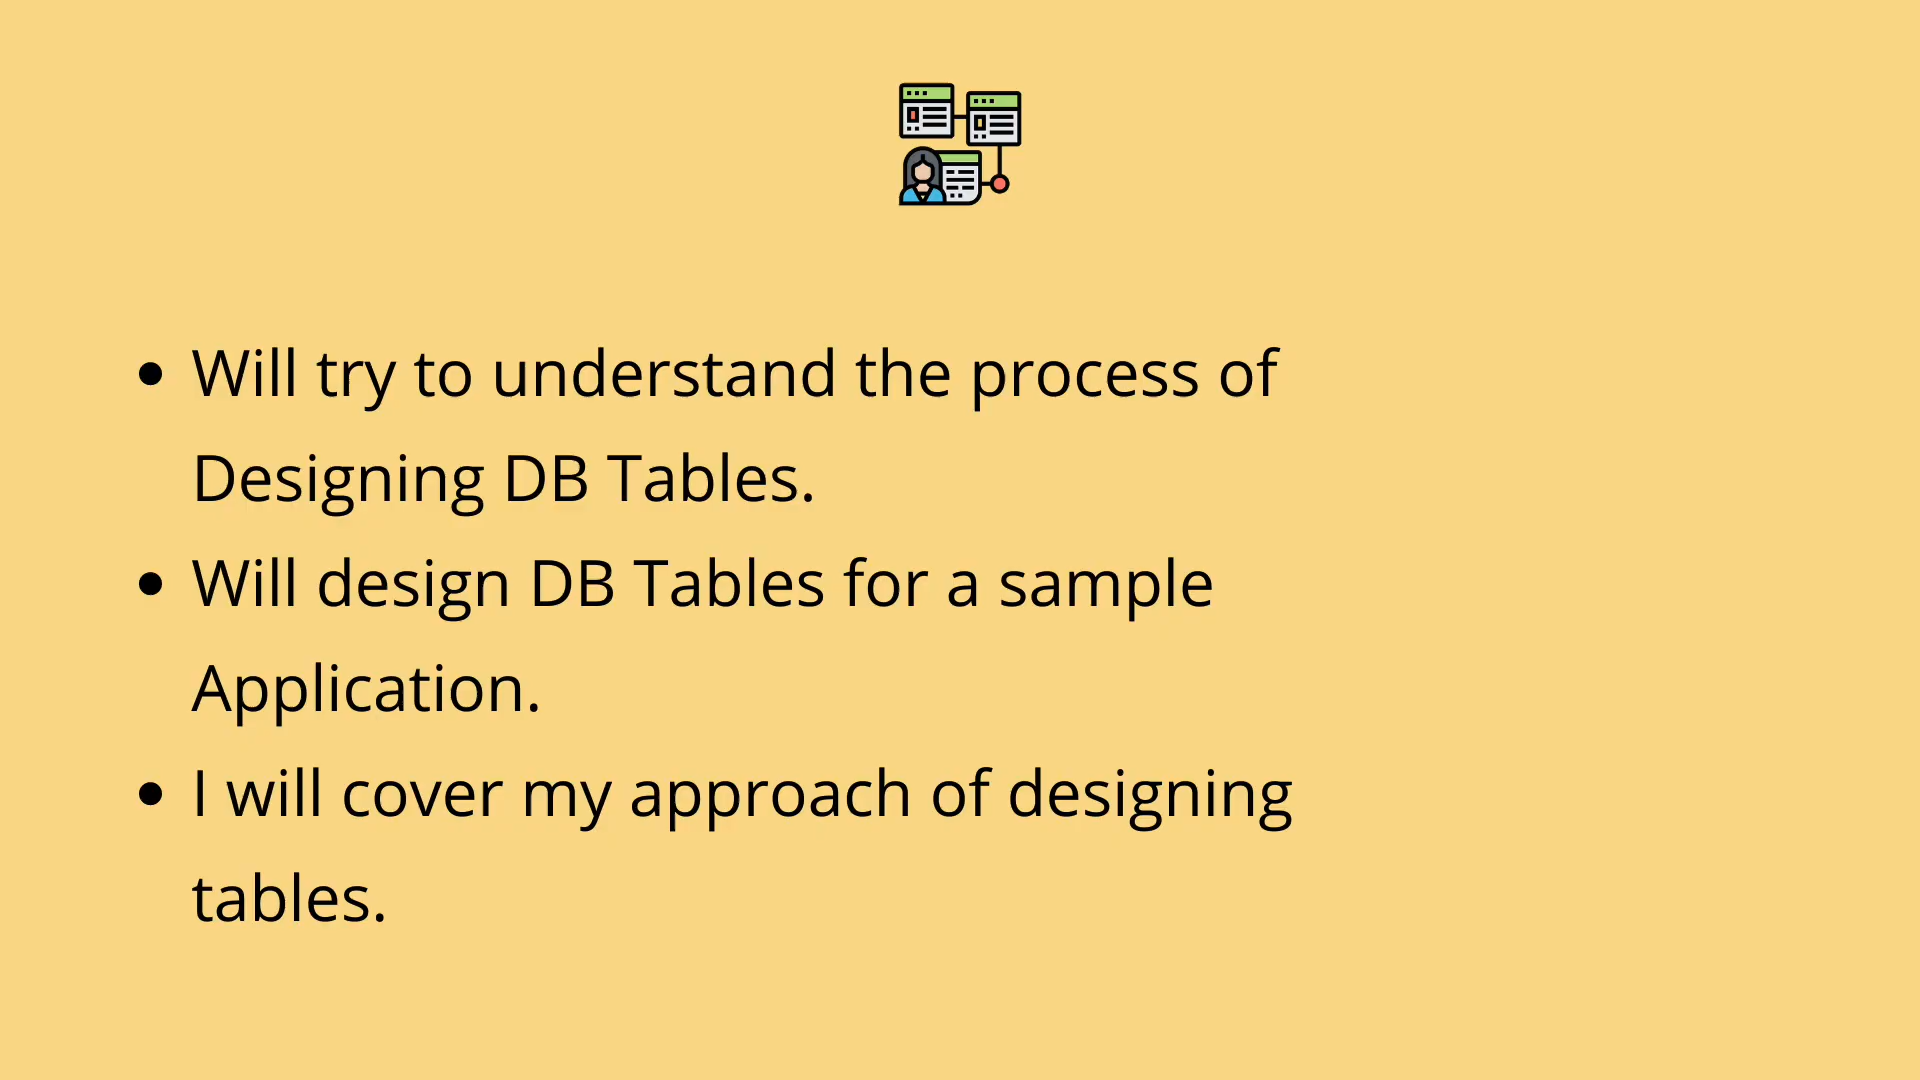 • Will try to understand the process of
Designing DB Tables.
• Will design DB Tables for a sample
Application.
• I will cover my approach of designing
tables.